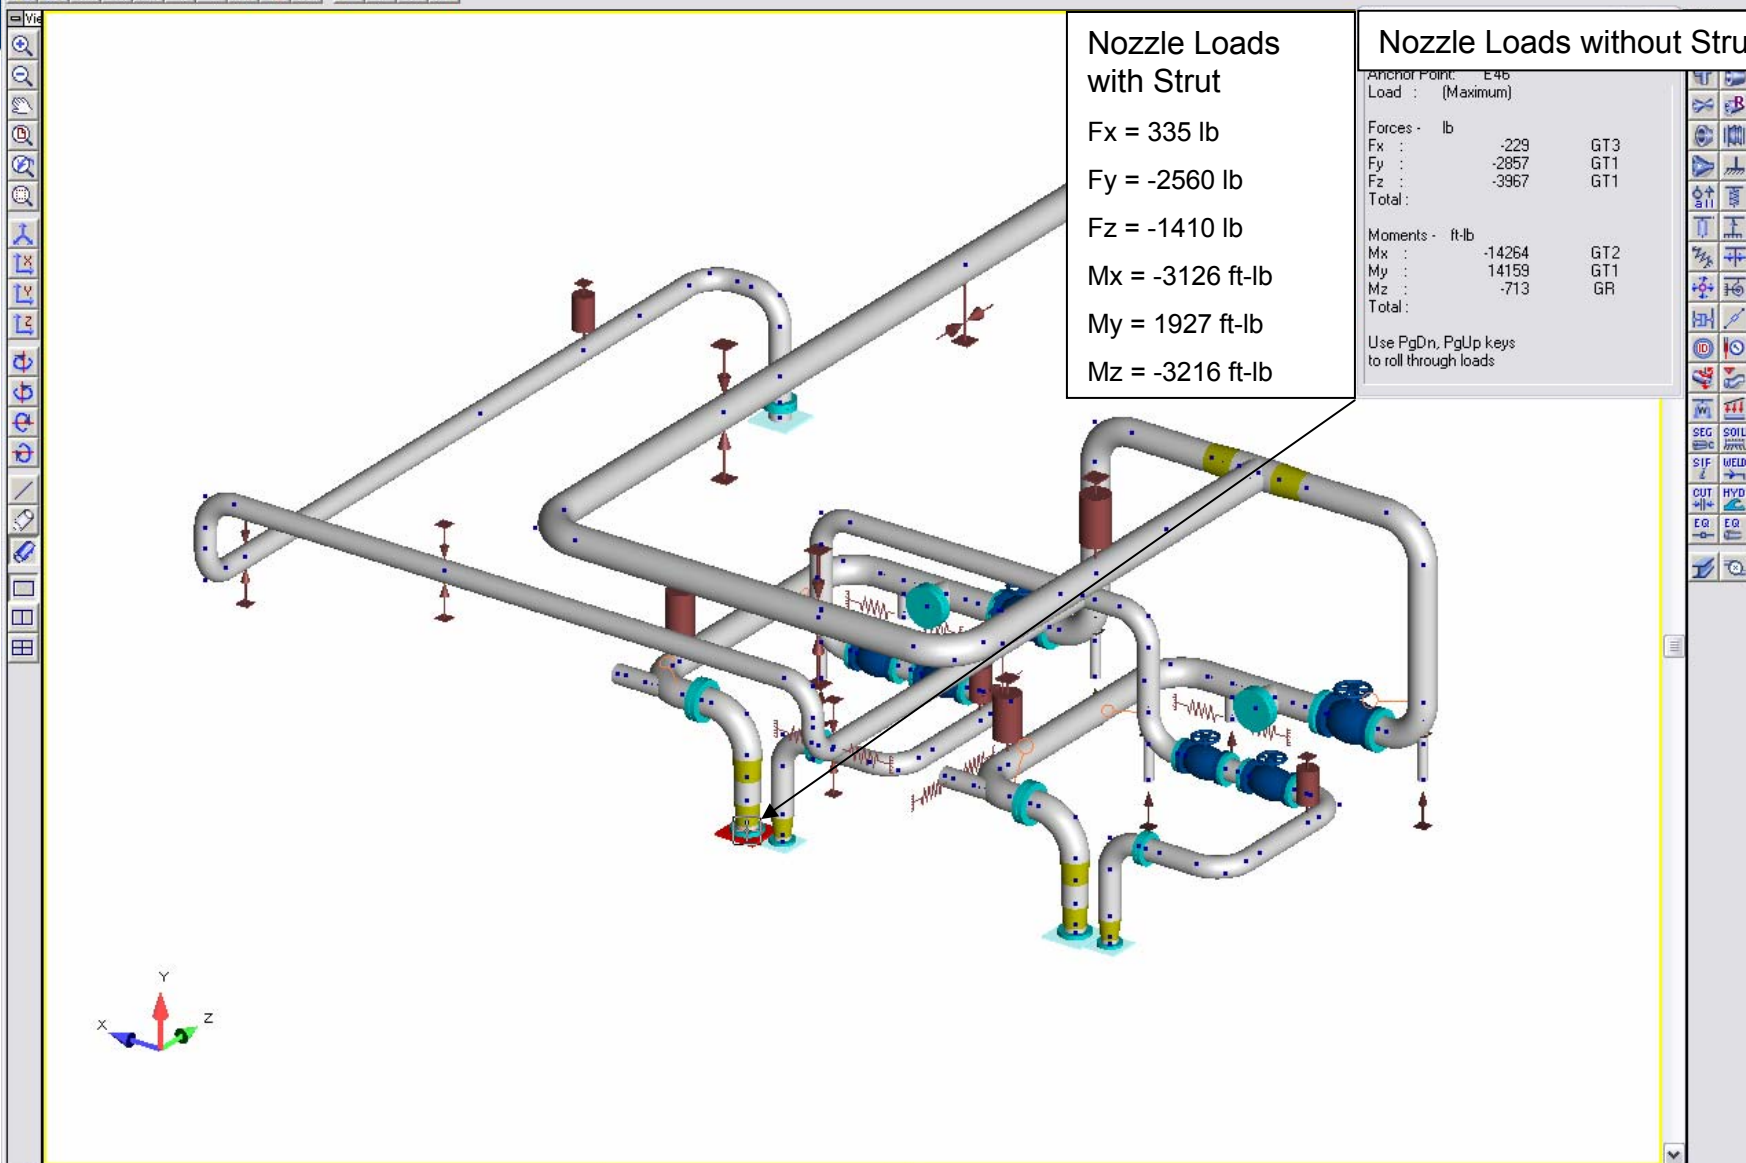 Vie
Nozzle Loads
with Strut
Fx = 335 lb
Fy = -2560 lb
Fz = -1410 lb
Mx = -3126 ft-lb
My = 1927 ft-lb
Mz = -3216 ft-lb
Nozzle Loads without Stru
Anchor Point: E46
Load : (Maximum)
Forces - lb
Fx : -229 GT3
Fy : -2857 GT1
Fz : -3967 GT1
Total :
Moments - ft-lb
Mx : -14264 GT2
My : 14159 GT1
Mz : -713 GR
Total :
Use PgDn, PgUp keys
to roll through loads
R
all
ID
W
SEG SOIL
SIF WELD
CUT HYD
EQ EQ
X
Y
Z
Y
X Z